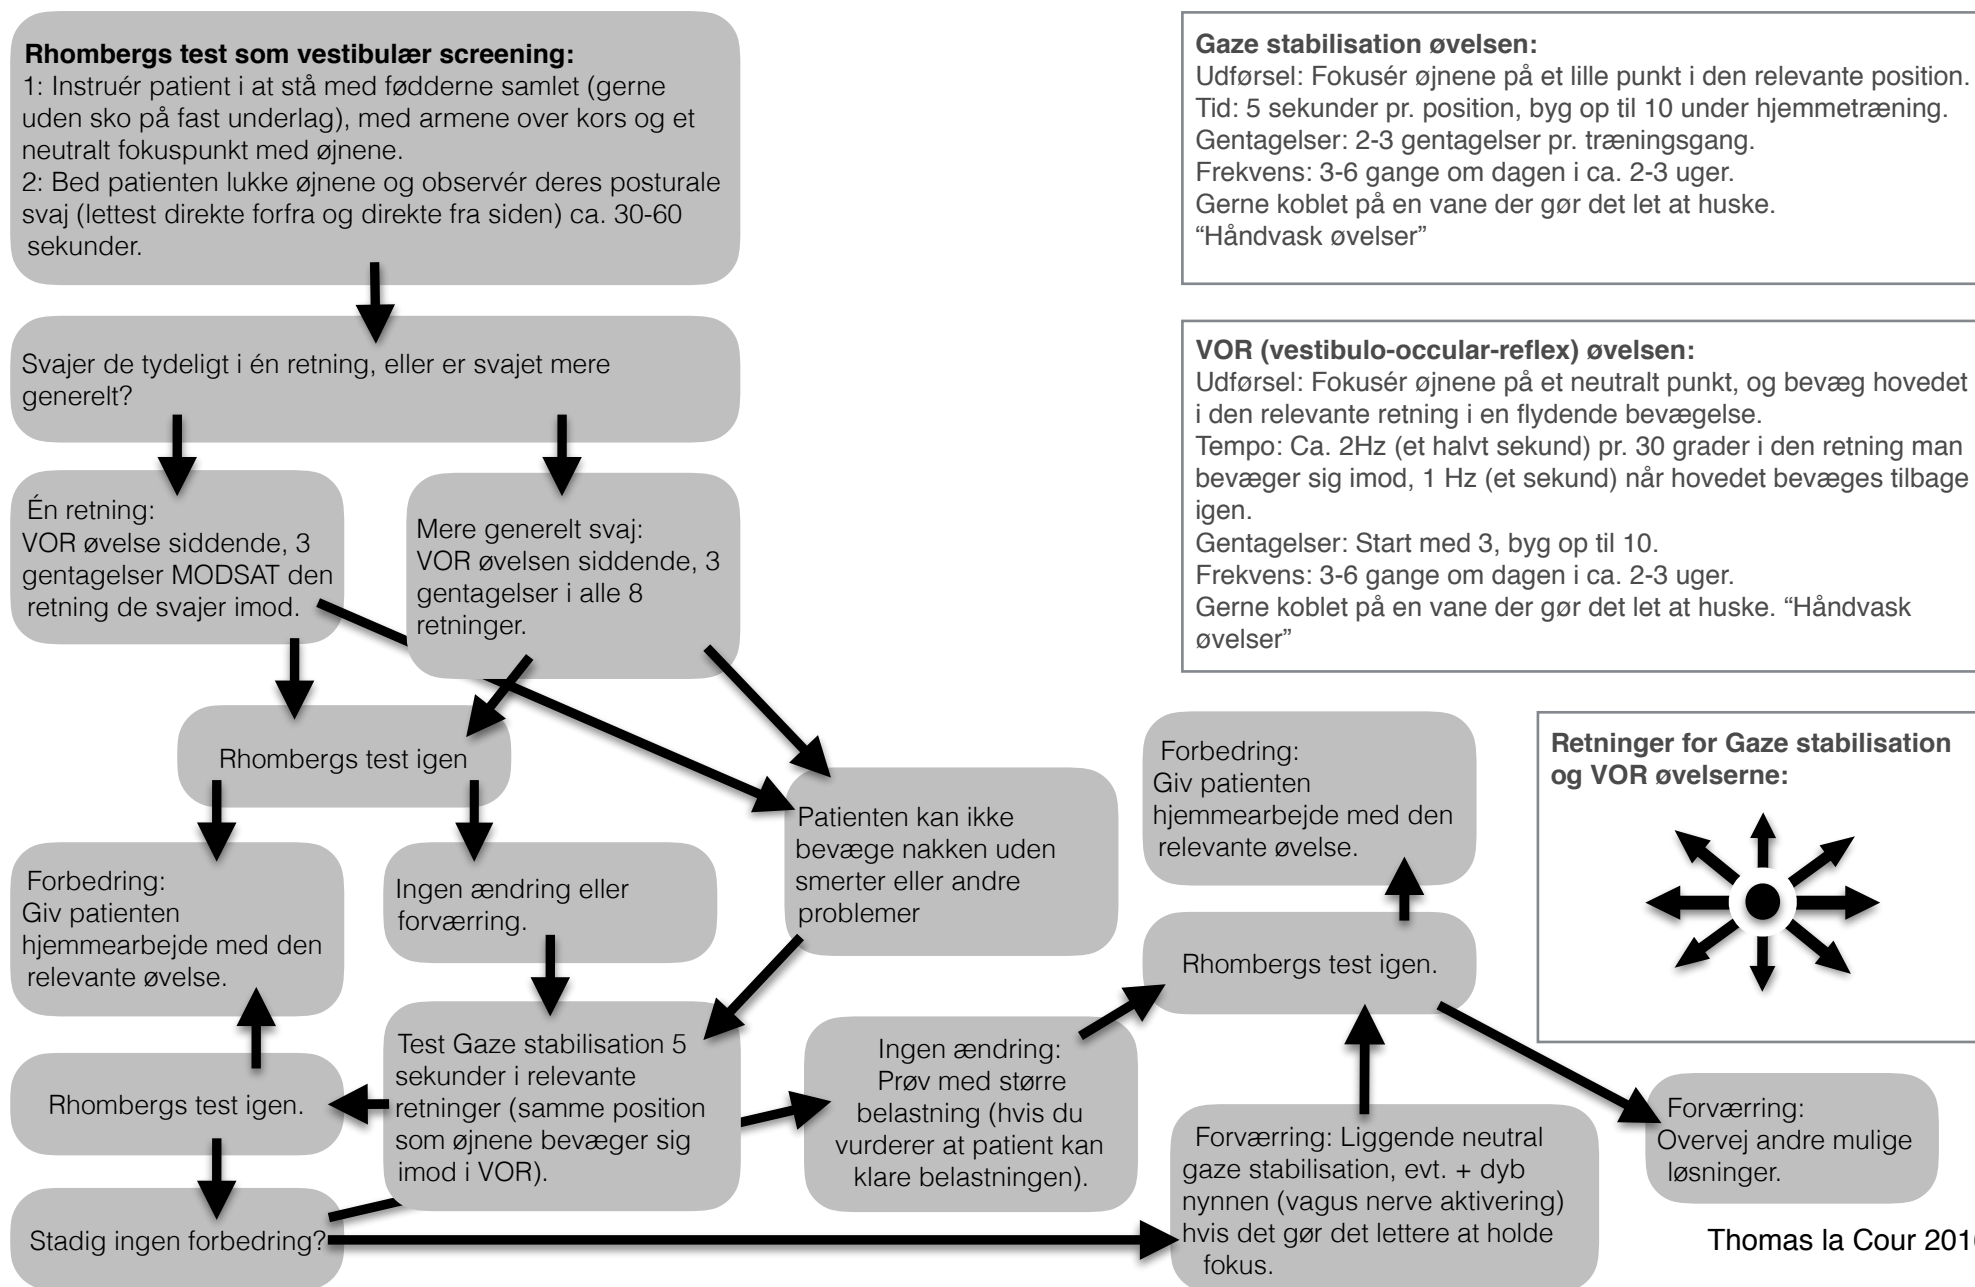 Rhombergs test som vestibulær screening:
1: Instruér patient i at stå med fødderne samlet (gerne
uden sko på fast underlag), med armene over kors og et
neutralt fokuspunkt med øjnene.
2: Bed patienten lukke øjnene og observér deres posturale
svaj (lettest direkte forfra og direkte fra siden) ca. 30-60
sekunder.
Svajer de tydeligt i én retning, eller er svajet mere
generelt?
Én retning:
VOR øvelse siddende, 3
gentagelser MODSAT den
retning de svajer imod.
Mere generelt svaj:
VOR øvelsen siddende, 3
gentagelser i alle 8
retninger.
Rhombergs test igen
Forbedring:
Giv patienten
hjemmearbejde med den
relevante øvelse.
Ingen ændring eller
forværring.
Patienten kan ikke
bevæge nakken uden
smerter eller andre
problemer
Test Gaze stabilisation 5
sekunder i relevante
retninger (samme position
som øjnene bevæger sig
imod i VOR).
Rhombergs test igen.
Stadig ingen forbedring?
Ingen ændring:
Prøv med større
belastning (hvis du
vurderer at patient kan
klare belastningen).
Forværring: Liggende neutral
gaze stabilisation, evt. + dyb
nynnen (vagus nerve aktivering)
hvis det gør det lettere at holde
fokus.
Rhombergs test igen.
Forbedring:
Giv patienten
hjemmearbejde med den
relevante øvelse.
Forværring:
Overvej andre mulige
løsninger.
Gaze stabilisation øvelsen:
Udførsel: Fokusér øjnene på et lille punkt i den relevante position.
Tid: 5 sekunder pr. position, byg op til 10 under hjemmetræning.
Gentagelser: 2-3 gentagelser pr. træningsgang.
Frekvens: 3-6 gange om dagen i ca. 2-3 uger.
Gerne koblet på en vane der gør det let at huske.
“Håndvask øvelser”
VOR (vestibulo-occular-reflex) øvelsen:
Udførsel: Fokusér øjnene på et neutralt punkt, og bevæg hovedet
i den relevante retning i en flydende bevægelse.
Tempo: Ca. 2Hz (et halvt sekund) pr. 30 grader i den retning man
bevæger sig imod, 1 Hz (et sekund) når hovedet bevæges tilbage
igen.
Gentagelser: Start med 3, byg op til 10.
Frekvens: 3-6 gange om dagen i ca. 2-3 uger.
Gerne koblet på en vane der gør det let at huske. “Håndvask
øvelser”
Retninger for Gaze stabilisation
og VOR øvelserne:
Thomas la Cour